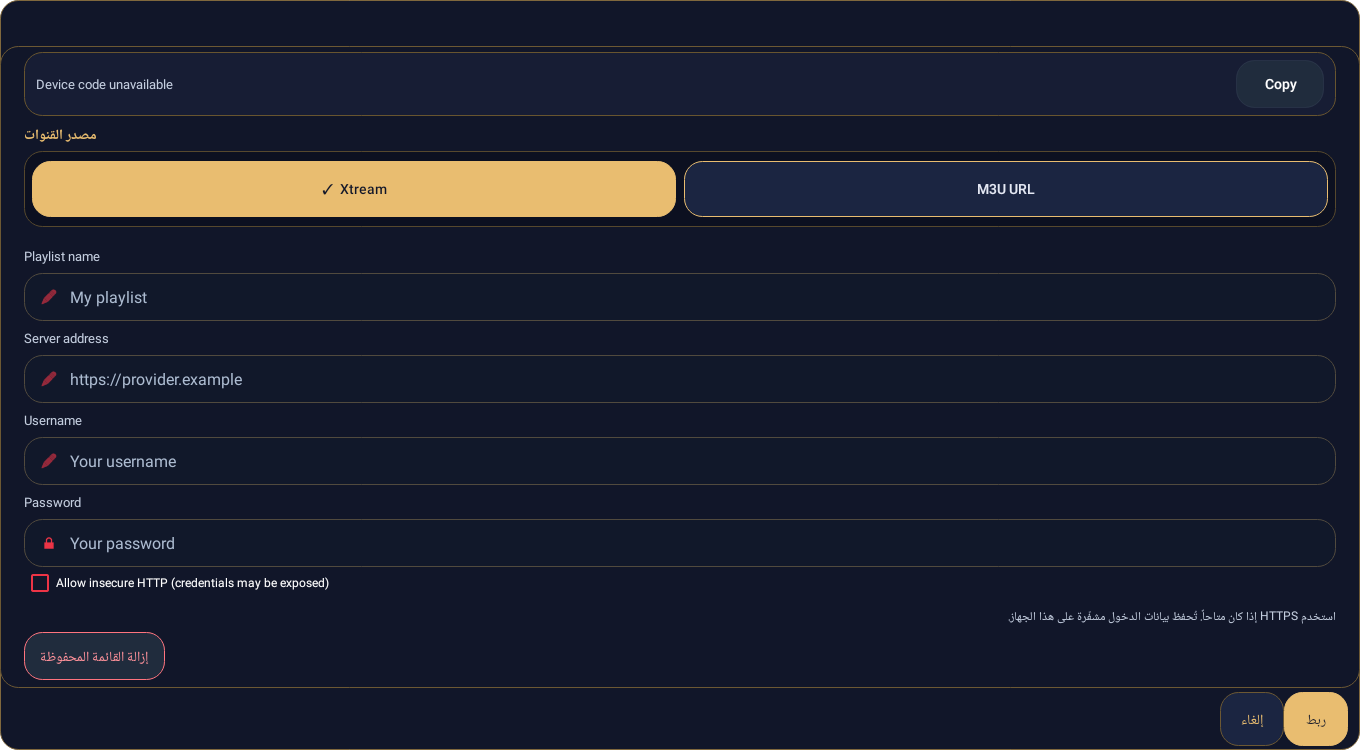 Device code unavailable
Copy
مصدر القنوات
✓ Xtream
M3U URL
Playlist name
My playlist
Server address
https://provider.example
Username
Your username
Password
Your password
Allow insecure HTTP (credentials may be exposed)
استخدم HTTPS إذا كان متاحاً. تُحفظ بيانات الدخول مشفّرة على هذا الجهاز.
إزالة القائمة المحفوظة
إلغاء
ربط